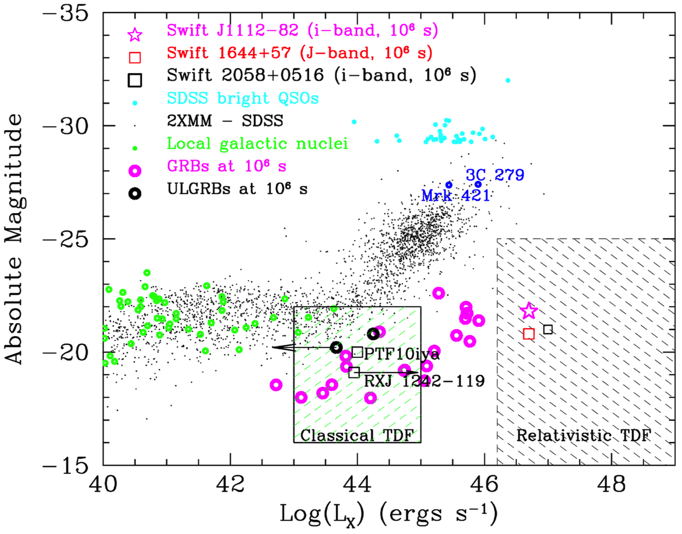 Swift J1112-82 (i-band, 10⁶ s)
Swift 1644+57 (J-band, 10⁶ s)
Swift 2058+0516 (i-band, 10⁶ s)
SDSS bright QSOs
2XMM - SDSS
Local galactic nuclei
GRBs at 10⁶ s
ULGRBs at 10⁶ s
3C 279
Mrk 421
PTF10iya
RXJ 1242-119
Classical TDF
Relativistic TDF
Absolute Magnitude
-35
-30
-25
-20
-15
40
42
44
46
48
Log(L_X) (ergs s⁻¹)